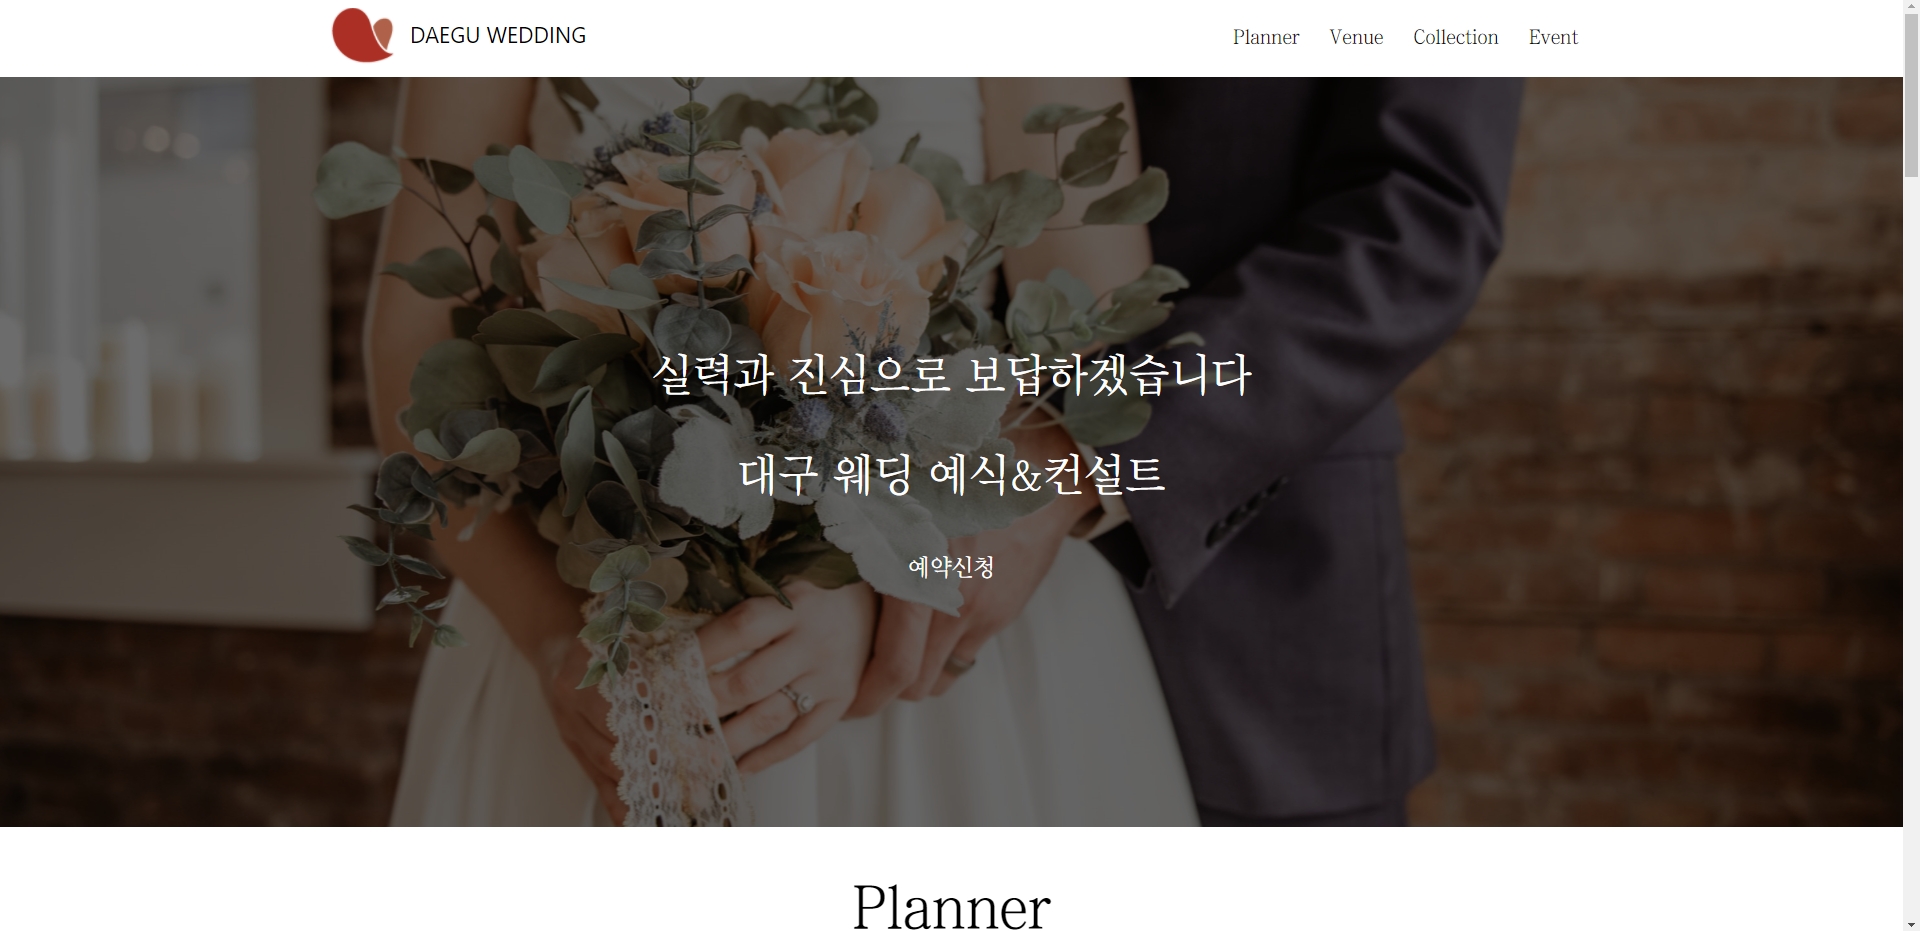 DAEGU WEDDING
Planner Venue Collection Event
실력과 진심으로 보답하겠습니다
대구 웨딩 예식&컨설트
예약신청
Planner